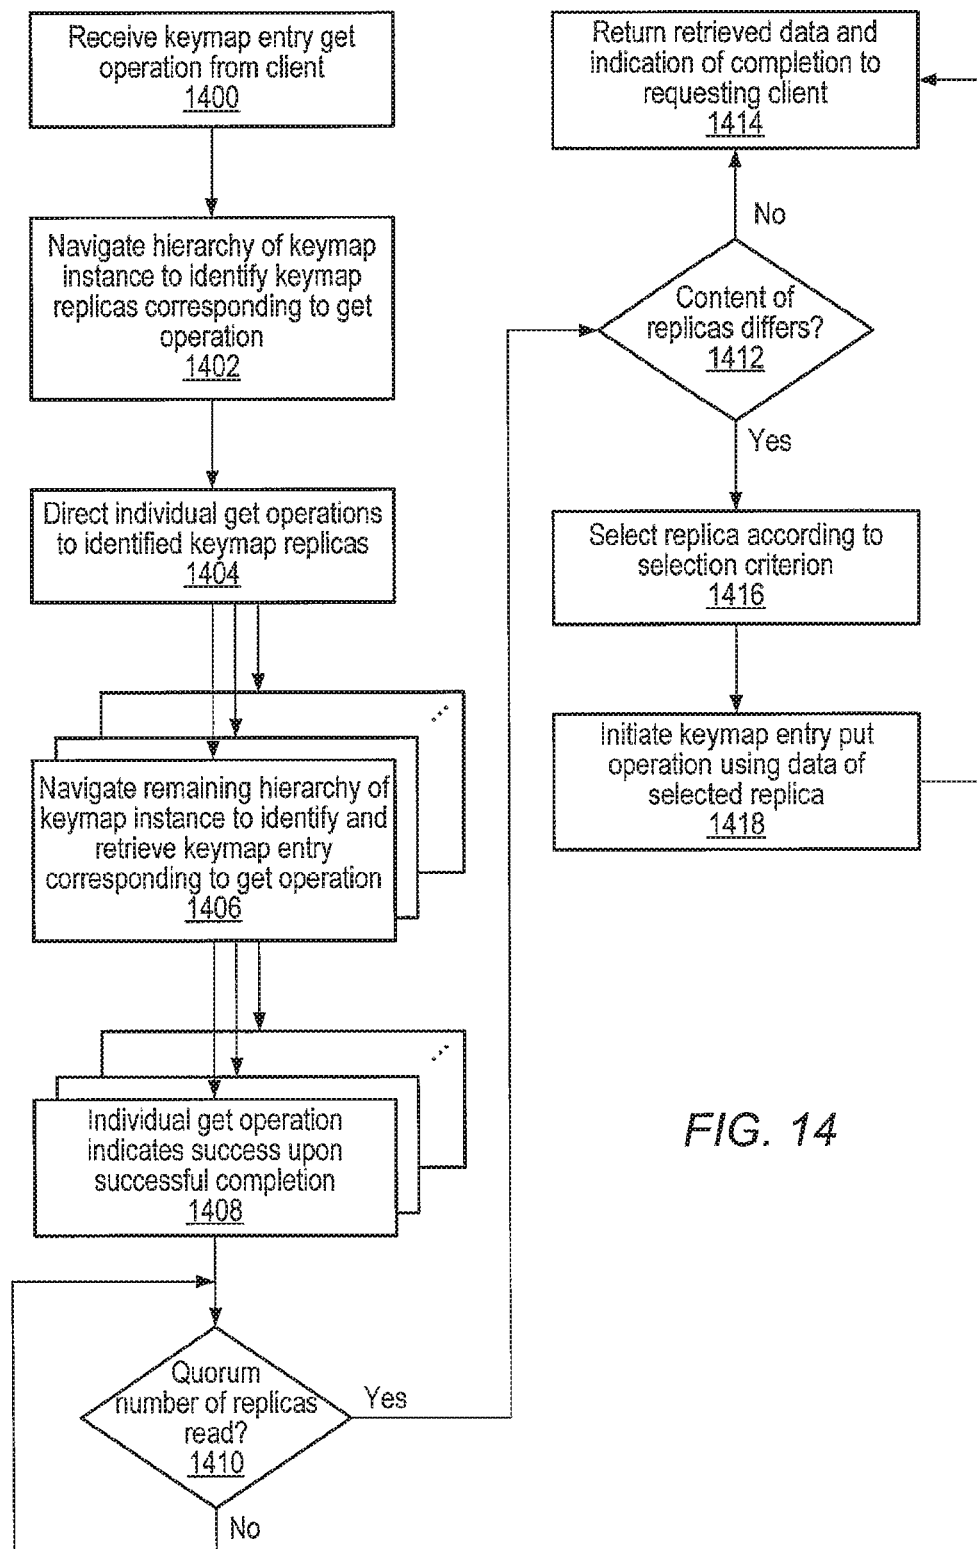 Receive keymap entry get
operation from client
1400
Navigate hierarchy of keymap
instance to identify keymap
replicas corresponding to get
operation
1402
Direct individual get operations
to identified keymap replicas
1404
Navigate remaining hierarchy of
keymap instance to identify and
retrieve keymap entry
corresponding to get operation
1406
Individual get operation
indicates success upon
successful completion
1408
Quorum
number of replicas
read?
1410
Yes
No
Return retrieved data and
indication of completion to
requesting client
1414
No
Content of
replicas differs?
1412
Yes
Select replica according to
selection criterion
1416
Initiate keymap entry put
operation using data of
selected replica
1418
FIG. 14